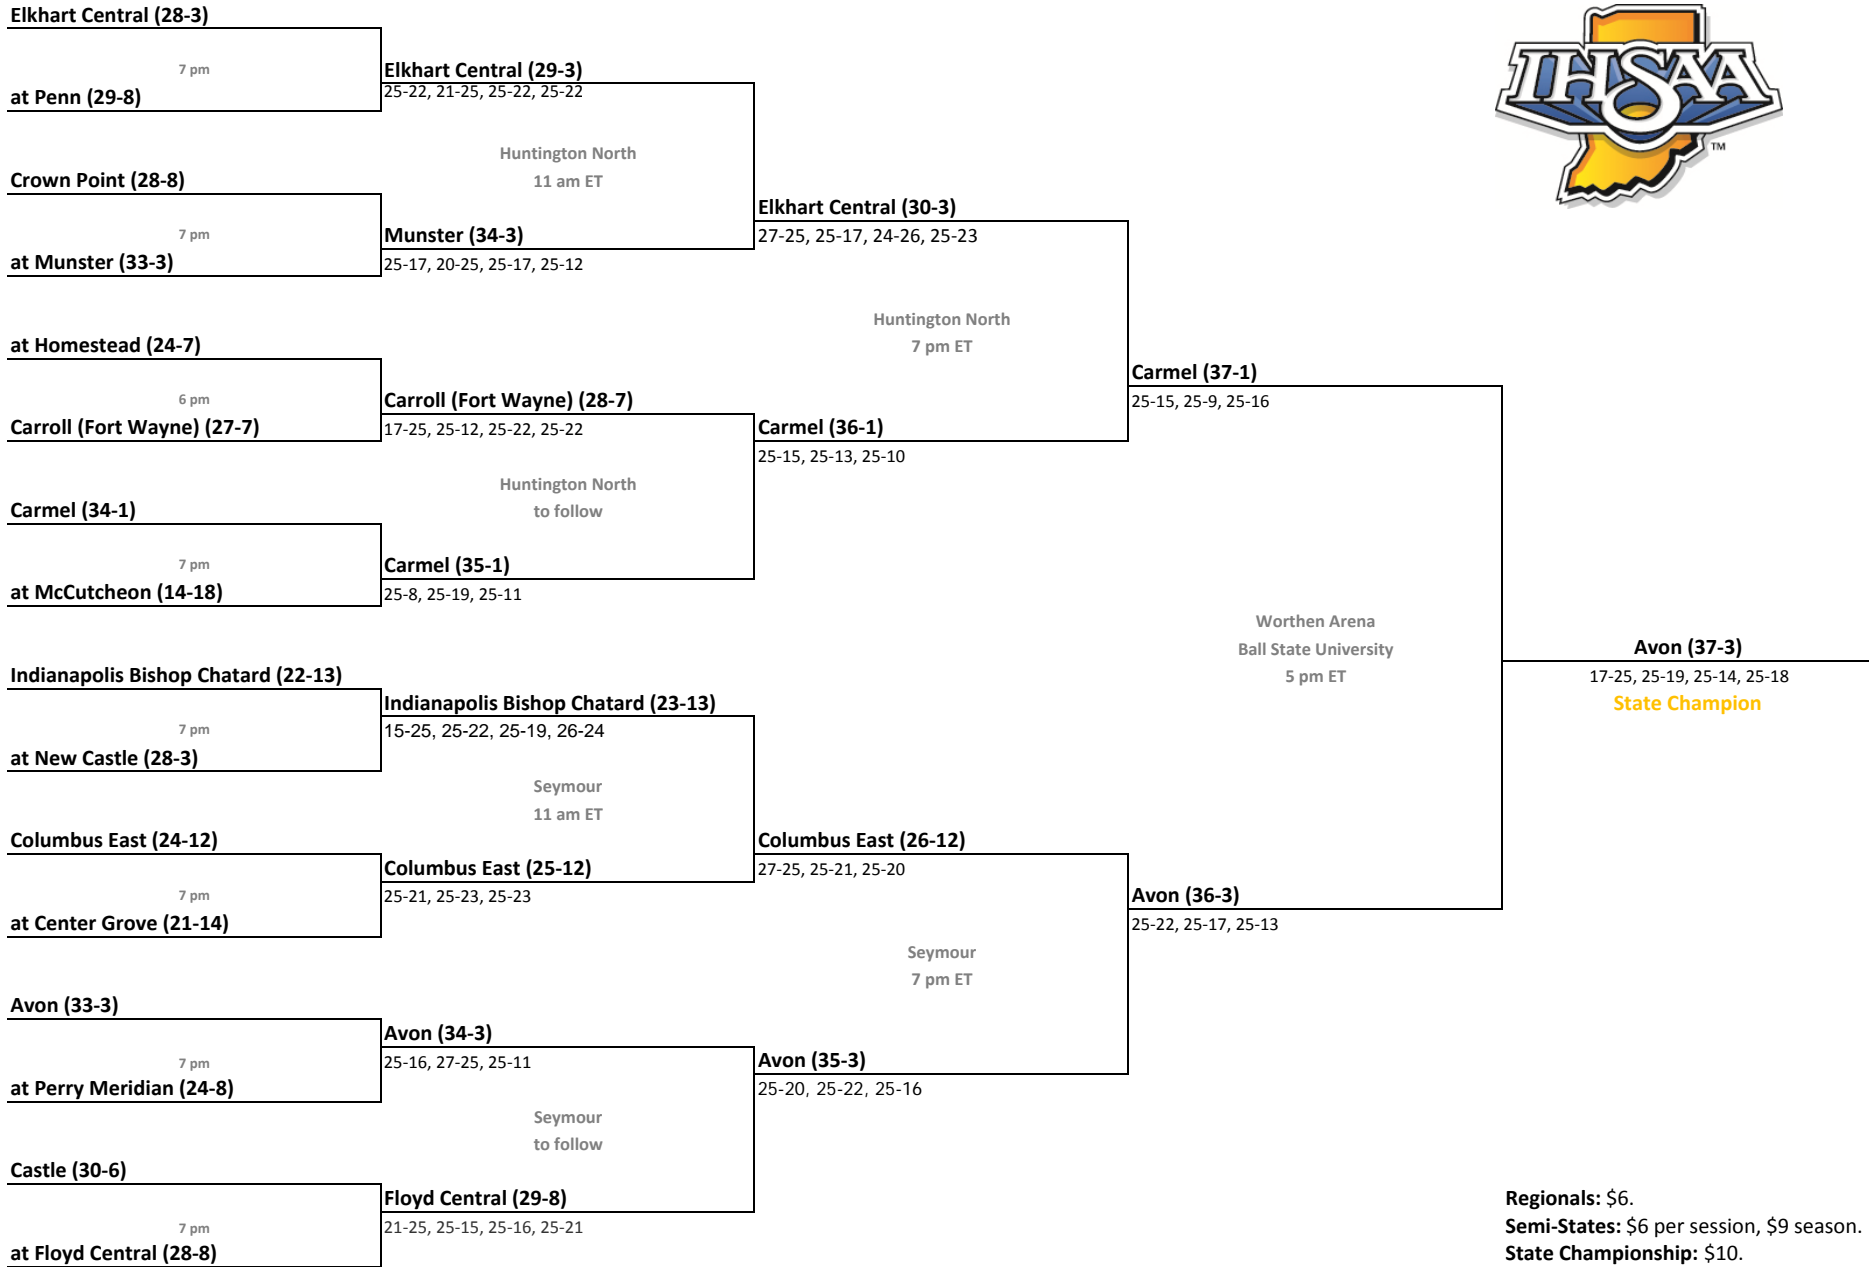 Elkhart Central (28-3)
7 pm
at Penn (29-8)
Elkhart Central (29-3)
25-22, 21-25, 25-22, 25-22
Huntington North
11 am ET
Crown Point (28-8)
7 pm
at Munster (33-3)
Munster (34-3)
25-17, 20-25, 25-17, 25-12
Elkhart Central (30-3)
27-25, 25-17, 24-26, 25-23
Huntington North
7 pm ET
at Homestead (24-7)
6 pm
Carroll (Fort Wayne) (27-7)
Carroll (Fort Wayne) (28-7)
17-25, 25-12, 25-22, 25-22
Huntington North
to follow
Carmel (34-1)
7 pm
at McCutcheon (14-18)
Carmel (35-1)
25-8, 25-19, 25-11
Carmel (36-1)
25-15, 25-13, 25-10
Carmel (37-1)
25-15, 25-9, 25-16
Worthen Arena
Ball State University
5 pm ET
Indianapolis Bishop Chatard (22-13)
7 pm
at New Castle (28-3)
Indianapolis Bishop Chatard (23-13)
15-25, 25-22, 25-19, 26-24
Seymour
11 am ET
Columbus East (24-12)
7 pm
at Center Grove (21-14)
Columbus East (25-12)
25-21, 25-23, 25-23
Columbus East (26-12)
27-25, 25-21, 25-20
Seymour
7 pm ET
Avon (33-3)
7 pm
at Perry Meridian (24-8)
Avon (34-3)
25-16, 27-25, 25-11
Seymour
to follow
Castle (30-6)
7 pm
at Floyd Central (28-8)
Floyd Central (29-8)
21-25, 25-15, 25-16, 25-21
Avon (35-3)
25-20, 25-22, 25-16
Avon (36-3)
25-22, 25-17, 25-13
Avon (37-3)
17-25, 25-19, 25-14, 25-18
State Champion
IHSAA
TM
Regionals: $6.
Semi-States: $6 per session, $9 season.
State Championship: $10.